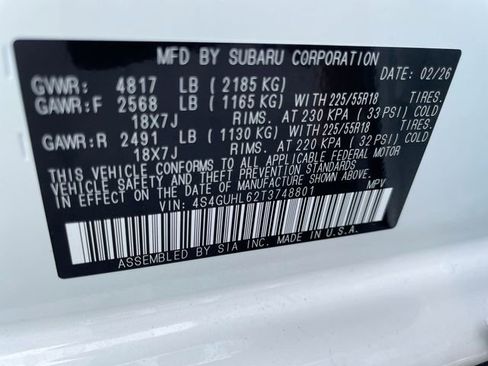 MFD BY SUBARU CORPORATION
DATE: 02/26
GVWR: 4817 LB ( 2185 KG)
GAWR:F 2568 LB ( 1165 KG) WITH 225/55R18 TIRES.
18X7J RIMS. AT 230 KPA ( 33 PSI) COLD
GAWR:R 2491 LB ( 1130 KG) WITH 225/55R18 TIRES.
18X7J RIMS. AT 220 KPA ( 32 PSI) COLD
THIS VEHICLE CONFORMS TO ALL APPLICABLE FEDERAL MOTOR
VEHICLE SAFETY, BUMPER, AND THEFT PREVENTION STANDARDS
IN EFFECT ON THE DATE OF MANUFACTURE SHOWN ABOVE.
VIN: 4S4GUHL62T3748801 MPV
ASSEMBLED BY SIA INC. MADE IN U.S.A.